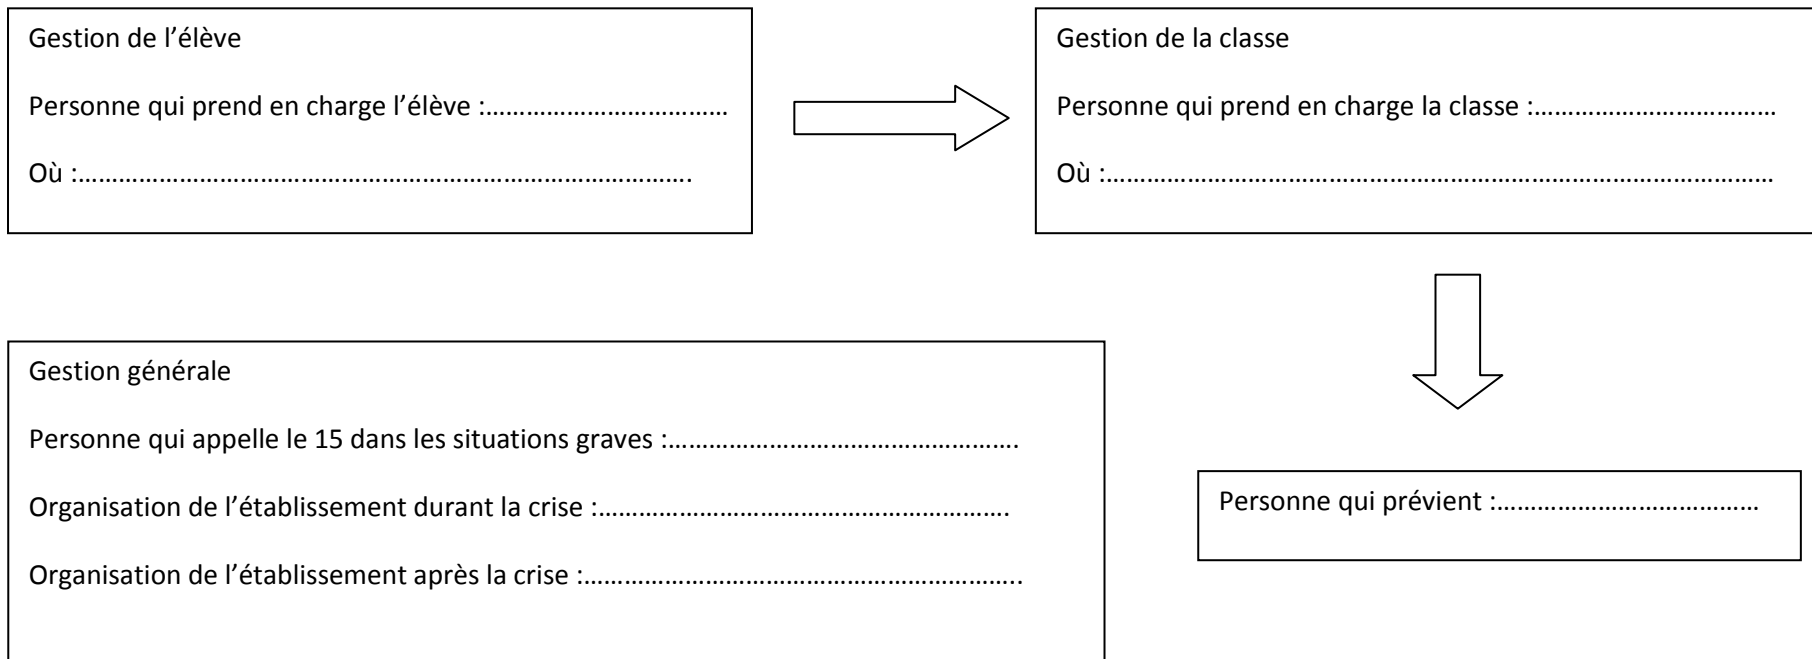 Gestion de l’élève
Personne qui prend en charge l’élève :………………………………
Où :……………………………………………………………………………….
Gestion de la classe
Personne qui prend en charge la classe :………………………………
Où :………………………………………………………………………………………
Gestion générale
Personne qui appelle le 15 dans les situations graves :…………………………………………….
Organisation de l’établissement durant la crise :…………………………………………………….
Organisation de l’établissement après la crise :………………………………………………………..
Personne qui prévient :…………………………………